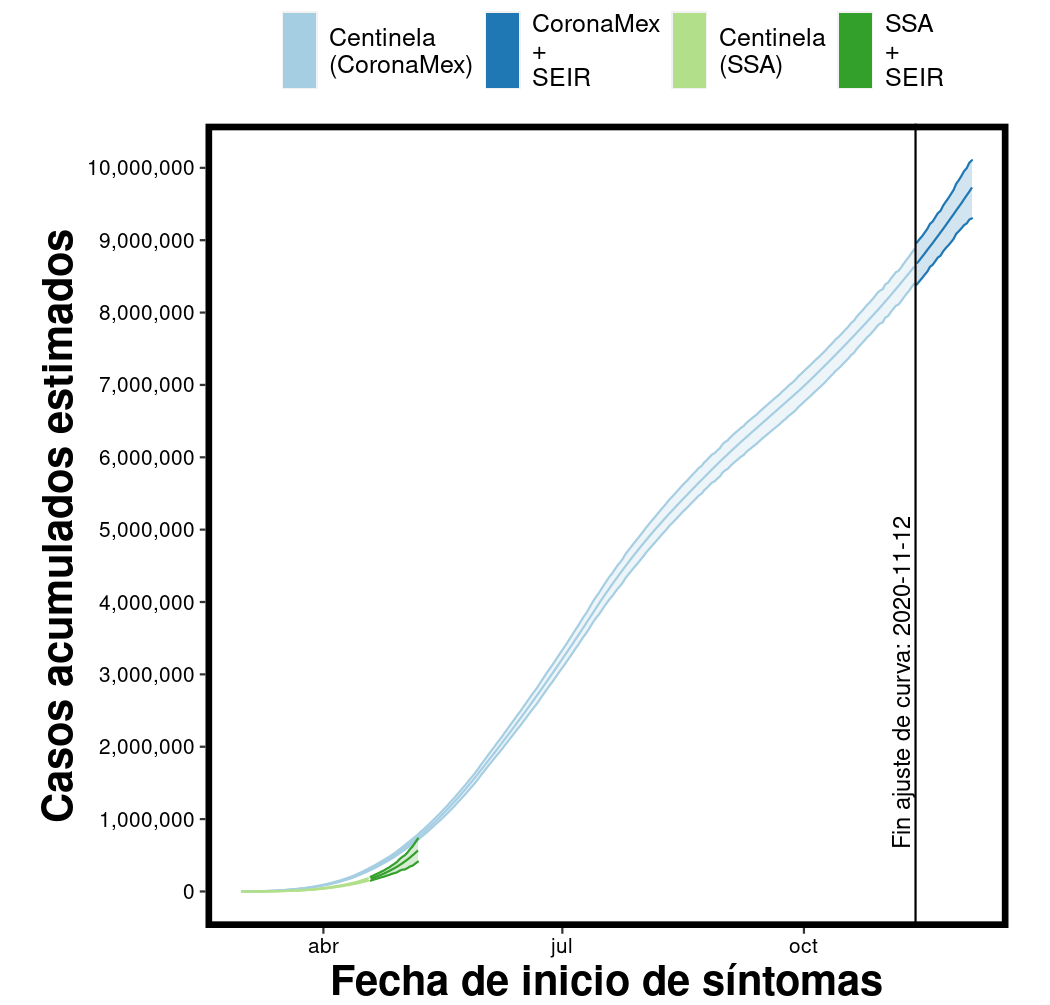 Centinela
(CoronaMex)
CoronaMex
+
SEIR
Centinela
(SSA)
SSA
+
SEIR
Casos acumulados estimados
10,000,000
9,000,000
8,000,000
7,000,000
6,000,000
5,000,000
4,000,000
3,000,000
2,000,000
1,000,000
0
Fin ajuste de curva: 2020-11-12
abr
jul
oct
Fecha de inicio de síntomas